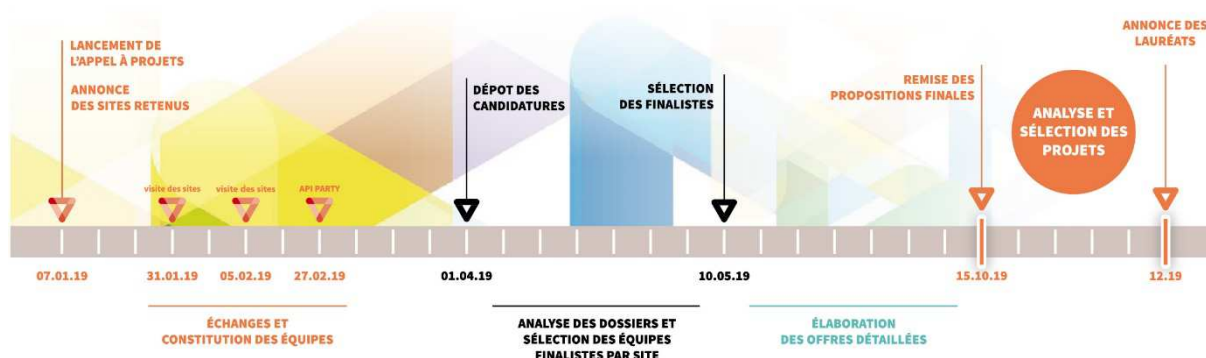 LANCEMENT DE
L'APPEL À PROJETS
ANNONCE
DES SITES RETENUS
visite des sites
visite des sites
API PARTY
DÉPOT DES
CANDIDATURES
SÉLECTION
DES FINALISTES
REMISE DES
PROPOSITIONS FINALES
ANALYSE ET
SÉLECTION DES
PROJETS
ANNONCE DES
LAURÉATS
07.01.19
31.01.19
05.02.19
27.02.19
01.04.19
10.05.19
15.10.19
12.19
ÉCHANGES ET
CONSTITUTION DES ÉQUIPES
ANALYSE DES DOSSIERS ET
SÉLECTION DES ÉQUIPES
FINALISTES PAR SITE
ÉLABORATION
DES OFFRES DÉTAILLÉES